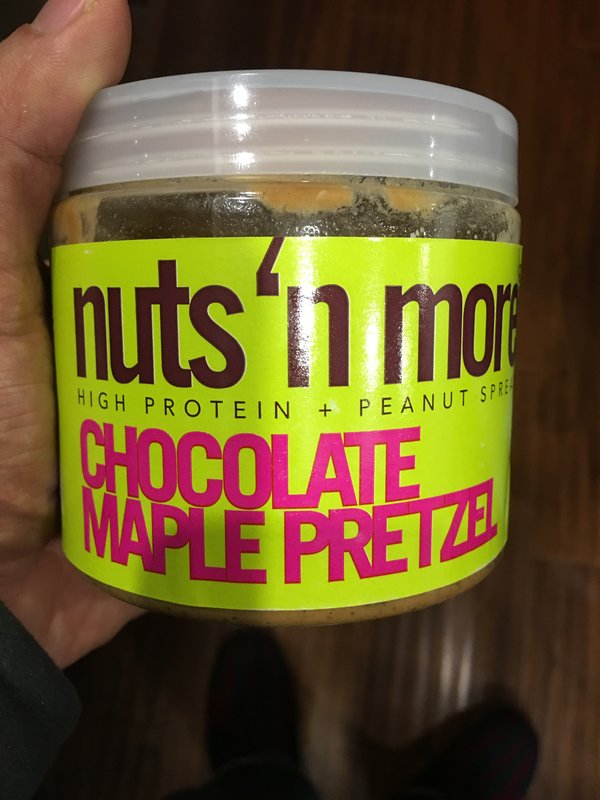 nuts 'n more
HIGH PROTEIN + PEANUT
CHOCOLATE
MAPLE PRETZEL